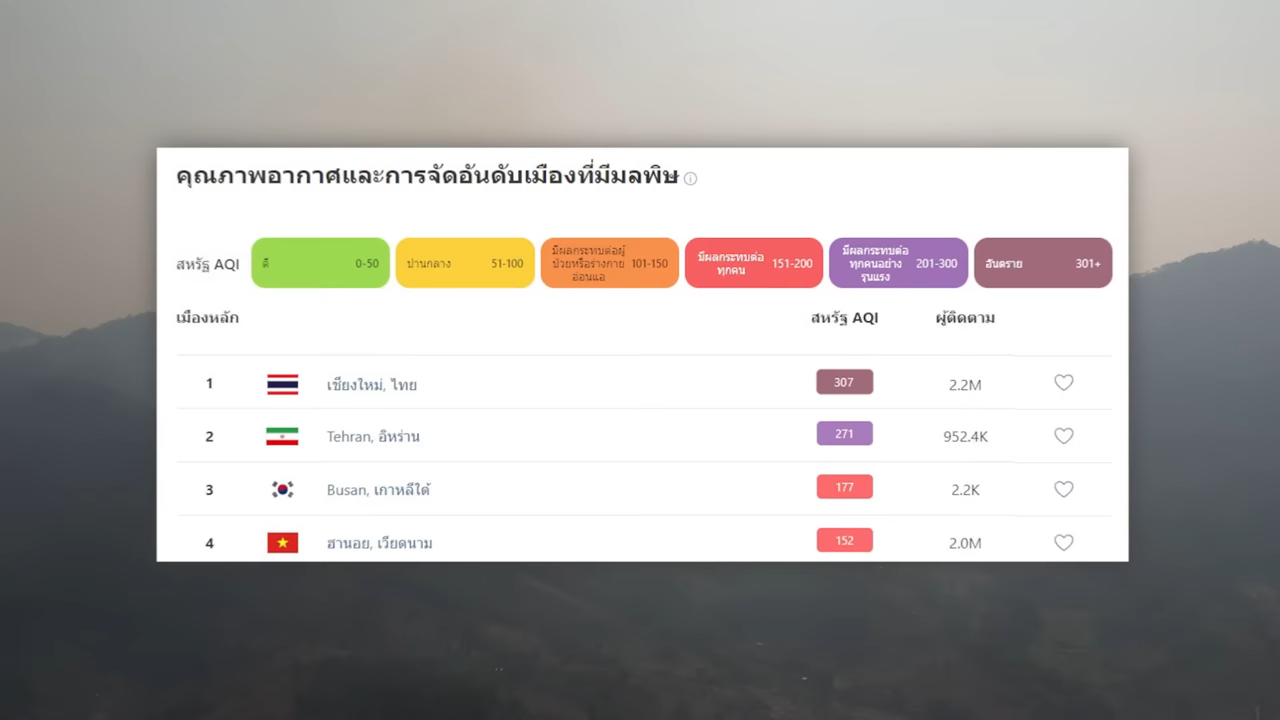 คุณภาพอากาศและการจัดอันดับเมืองที่มีมลพิษ
สหรัฐ AQI
ดี 0-50
ปานกลาง 51-100
มีผลกระทบต่อผู้
ป่วยหรือร่างกาย 101-150
อ่อนแอ
มีผลกระทบต่อ
ทุกคน 151-200
มีผลกระทบต่อ
ทุกคนอย่าง 201-300
รุนแรง
อันตราย 301+
เมืองหลัก สหรัฐ AQI ผู้ติดตาม
1 เชียงใหม่, ไทย 307 2.2M
2 Tehran, อิหร่าน 271 952.4K
3 Busan, เกาหลีใต้ 177 2.2K
4 ฮานอย, เวียดนาม 152 2.0M